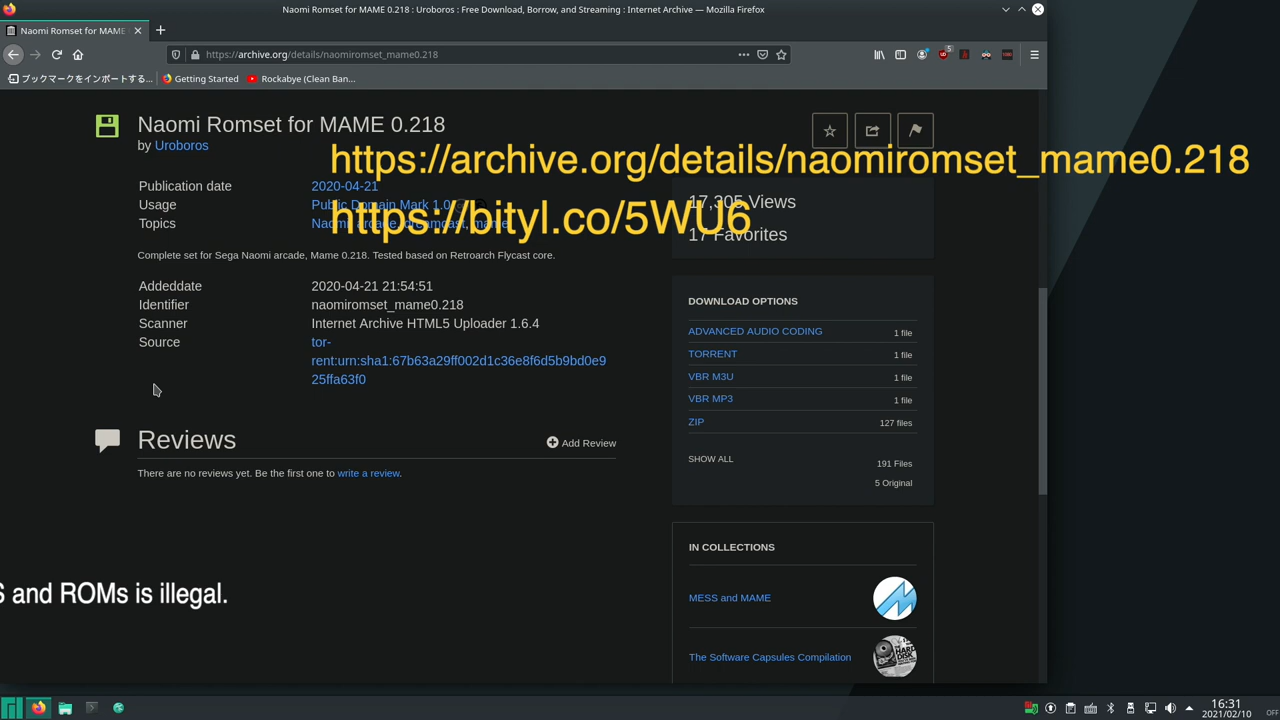 Naomi Romset for MAME 0.218 : Uroboros : Free Download, Borrow, and Streaming : Internet Archive — Mozilla Firefox
Naomi Romset for MAME
https://archive.org/details/naomiromset_mame0.218
5
ブックマークをインポートする...
Getting Started
Rockabye (Clean Ban...
Naomi Romset for MAME 0.218
by Uroboros
https://archive.org/details/naomiromset_mame0.218
Publication date 2020-04-21
Usage Public Domain Mark 1.0
17,305 Views
https://bityl.co/5WU6
Topics Naomi arcade, dreamcast, mame
17 Favorites
Complete set for Sega Naomi arcade, Mame 0.218. Tested based on Retroarch Flycast core.
Addeddate 2020-04-21 21:54:51
Identifier naomiromset_mame0.218
Scanner Internet Archive HTML5 Uploader 1.6.4
Source tor-
rent:urn:sha1:67b63a29ff002d1c36e8f6d5b9bd0e9
25ffa63f0
DOWNLOAD OPTIONS
ADVANCED AUDIO CODING 1 file
TORRENT 1 file
VBR M3U 1 file
VBR MP3 1 file
ZIP 127 files
SHOW ALL 191 Files
5 Original
Reviews
Add Review
There are no reviews yet. Be the first one to write a review.
IN COLLECTIONS
MESS and MAME
The Software Capsules Compilation
S and ROMs is illegal.
16:31
2021/02/10
OFF